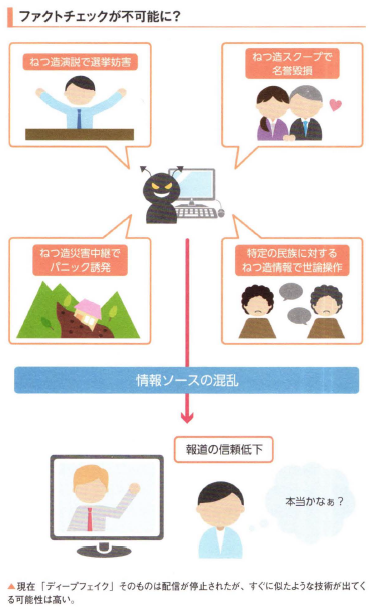 ファクトチェックが不可能に?
ねつ造演説で選挙妨害
ねつ造スクープで
名誉毀損
ねつ造災害中継で
パニック誘発
特定の民族に対する
ねつ造情報で世論操作
情報ソースの混乱
報道の信頼低下
本当かなぁ?
▲現在「ディープフェイク」そのものは配信が停止されたが、すぐに似たような技術が出てく
る可能性は高い。